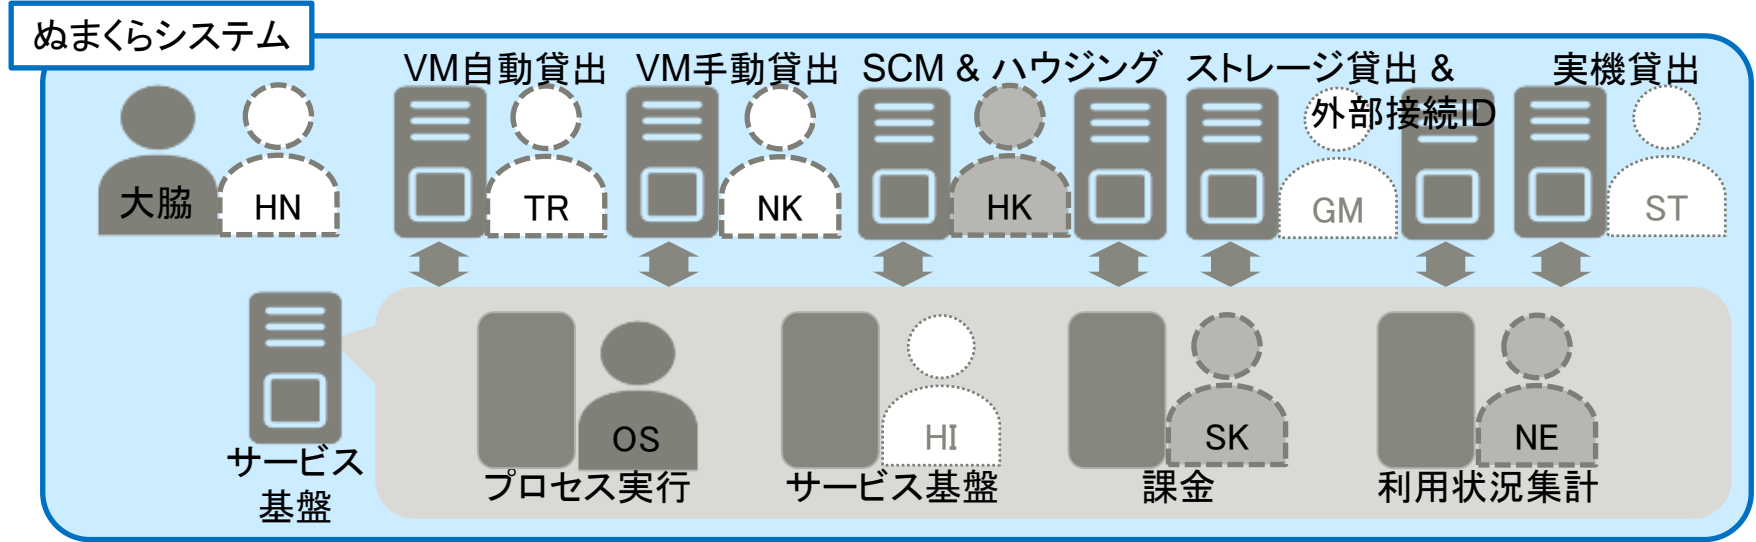 ぬまくらシステム
VM自動貸出
VM手動貸出
SCM & ハウジング
ストレージ貸出 &
外部接続ID
実機貸出
大脇
HN
TR
NK
HK
GM
ST
サービス
基盤
OS
プロセス実行
HI
サービス基盤
SK
課金
NE
利用状況集計